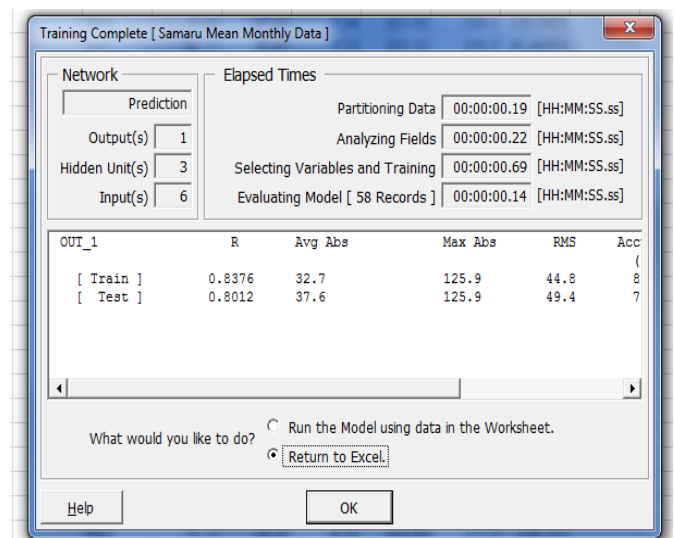 Training Complete [ Samaru Mean Monthly Data ]
X
Network
Prediction
Output(s) 1
Hidden Unit(s) 3
Input(s) 6
Elapsed Times
Partitioning Data 00:00:00.19 [HH:MM:SS.ss]
Analyzing Fields 00:00:00.22 [HH:MM:SS.ss]
Selecting Variables and Training 00:00:00.69 [HH:MM:SS.ss]
Evaluating Model [ 58 Records ] 00:00:00.14 [HH:MM:SS.ss]
OUT_1 R Avg Abs Max Abs RMS Acc
(
[ Train ] 0.8376 32.7 125.9 44.8 8
[ Test ] 0.8012 37.6 125.9 49.4 7
What would you like to do?
Run the Model using data in the Worksheet.
Return to Excel.
Help
OK